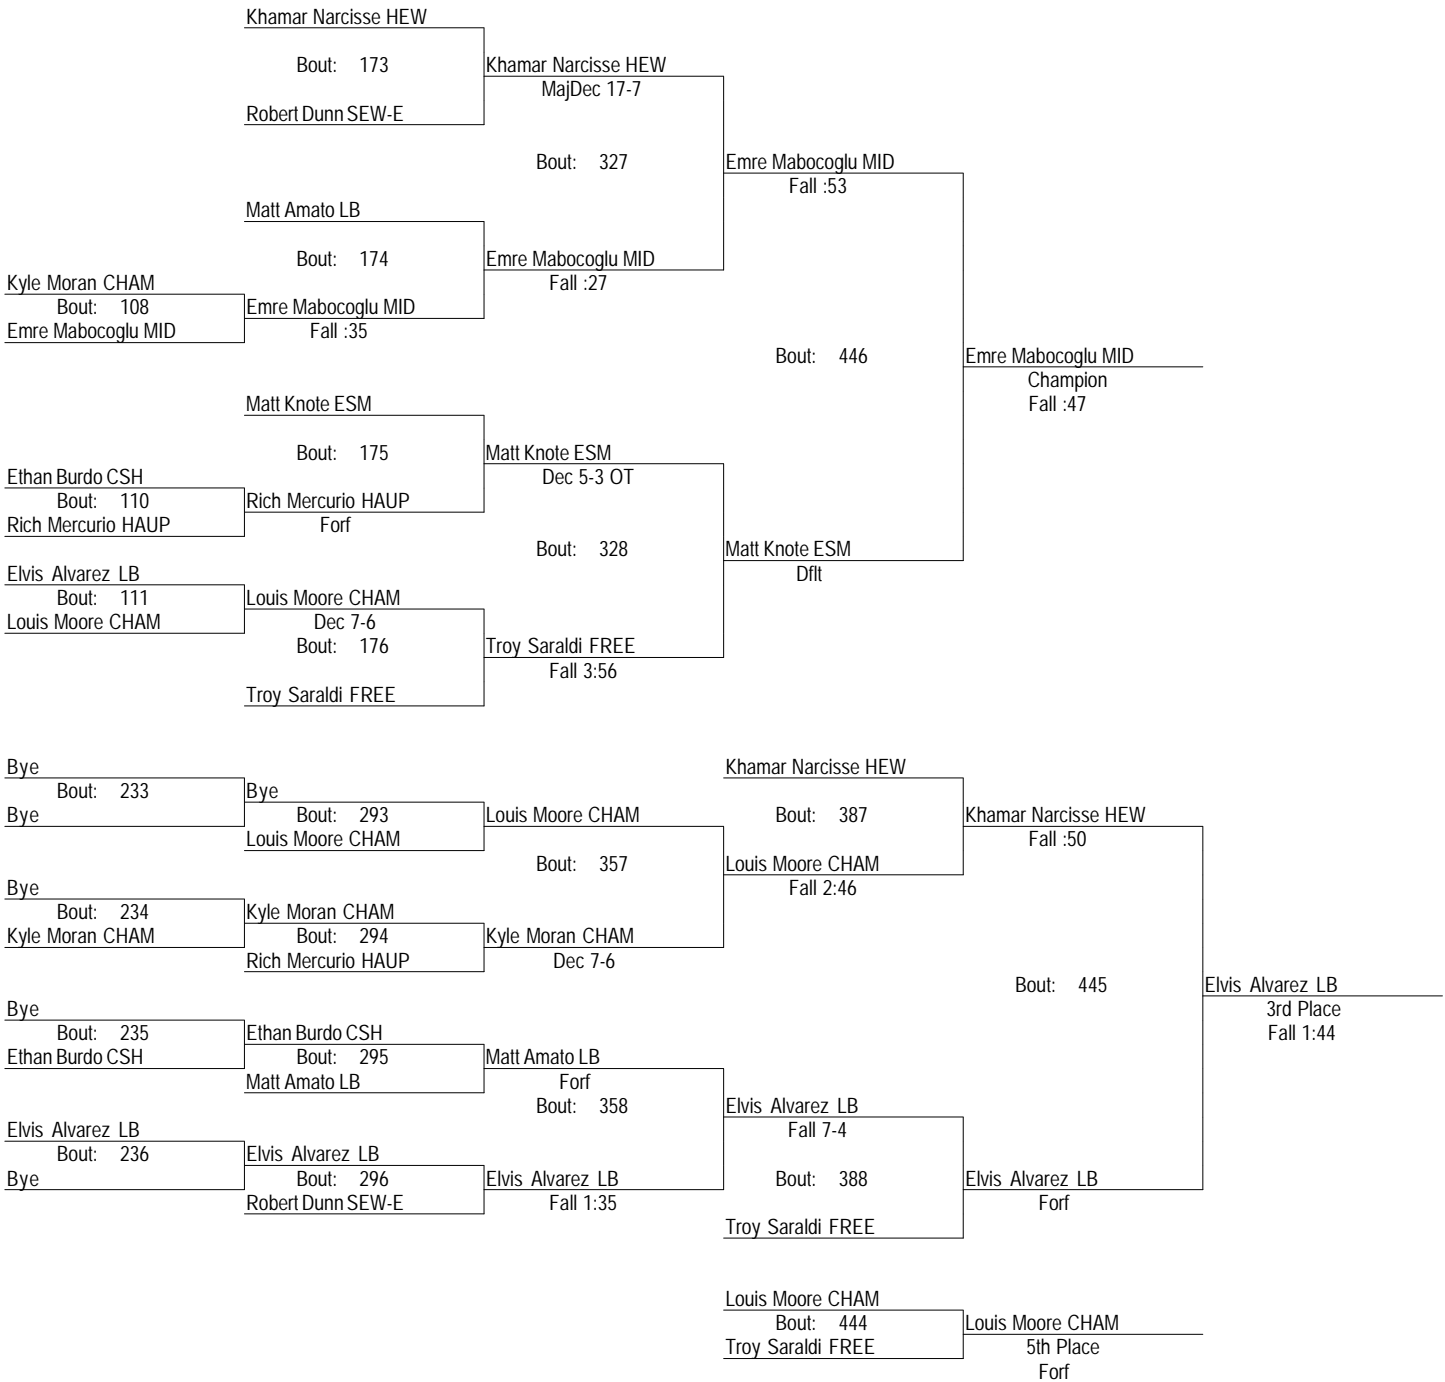 Khamar Narcisse HEW
Bout: 173
Khamar Narcisse HEW
MajDec 17-7
Robert Dunn SEW-E
Bout: 327
Emre Mabocoglu MID
Fall :53
Matt Amato LB
Bout: 174
Emre Mabocoglu MID
Fall :27
Kyle Moran CHAM
Bout: 108
Emre Mabocoglu MID
Emre Mabocoglu MID
Fall :35
Bout: 446
Emre Mabocoglu MID
Champion
Fall :47
Matt Knote ESM
Bout: 175
Matt Knote ESM
Dec 5-3 OT
Ethan Burdo CSH
Bout: 110
Rich Mercurio HAUP
Rich Mercurio HAUP
Forf
Bout: 328
Matt Knote ESM
Dflt
Elvis Alvarez LB
Bout: 111
Louis Moore CHAM
Louis Moore CHAM
Dec 7-6
Bout: 176
Troy Saraldi FREE
Fall 3:56
Troy Saraldi FREE
Bye
Bout: 233
Bye
Bye
Bout: 293
Louis Moore CHAM
Louis Moore CHAM
Bout: 357
Khamar Narcisse HEW
Bout: 387
Khamar Narcisse HEW
Fall :50
Louis Moore CHAM
Fall 2:46
Bye
Bout: 234
Kyle Moran CHAM
Kyle Moran CHAM
Bout: 294
Rich Mercurio HAUP
Kyle Moran CHAM
Dec 7-6
Bout: 445
Elvis Alvarez LB
3rd Place
Fall 1:44
Bye
Bout: 235
Ethan Burdo CSH
Ethan Burdo CSH
Bout: 295
Matt Amato LB
Matt Amato LB
Forf
Bout: 358
Elvis Alvarez LB
Fall 7-4
Elvis Alvarez LB
Bout: 236
Bye
Elvis Alvarez LB
Bout: 296
Robert Dunn SEW-E
Elvis Alvarez LB
Fall 1:35
Bout: 388
Elvis Alvarez LB
Forf
Troy Saraldi FREE
Louis Moore CHAM
Bout: 444
Troy Saraldi FREE
Louis Moore CHAM
5th Place
Forf